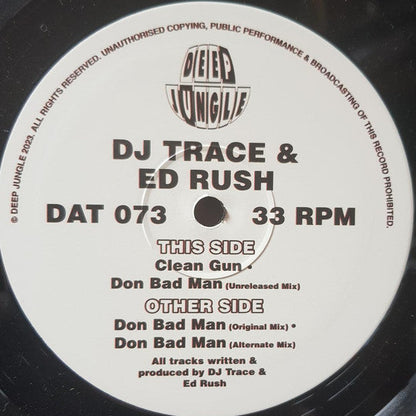 © DEEP JUNGLE 2023. ALL RIGHTS RESERVED. UNAUTHORISED COPYING, PUBLIC PERFORMANCE & BROADCASTING OF THIS RECORD PROHIBITED.
DEEP
JUNGLE
DJ TRACE &
ED RUSH
DAT 073 33 RPM
THIS SIDE
Clean Gun •
Don Bad Man (Unreleased Mix)
OTHER SIDE
Don Bad Man (Original Mix) •
Don Bad Man (Alternate Mix)
All tracks written &
produced by DJ Trace &
Ed Rush